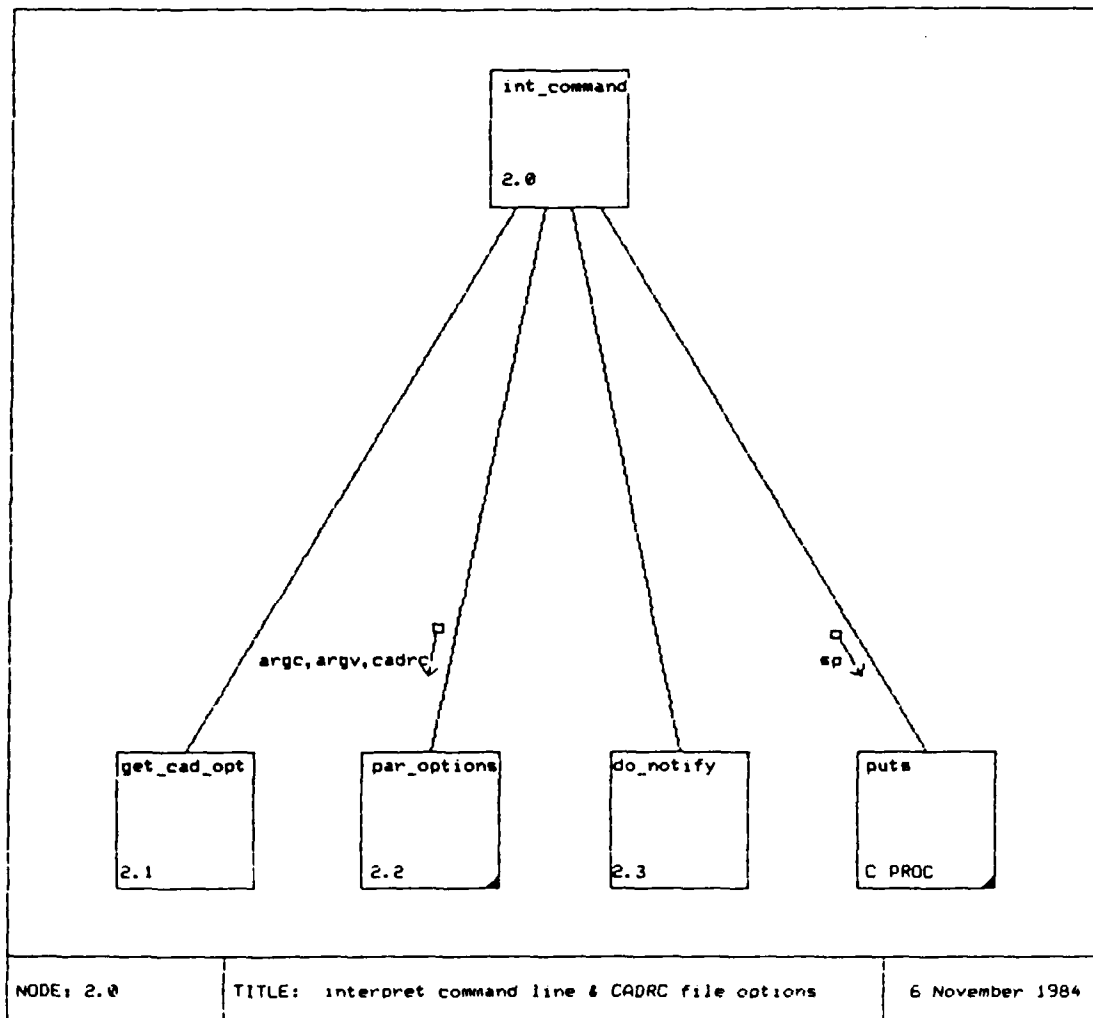 int_command
2.0
argc,argv,cadrc
sp
get_cad_opt
par_options
do_notify
puts
2.1
2.2
2.3
C PROC
NODE: 2.0
TITLE: interpret command line & CADRC file options
6 November 1984